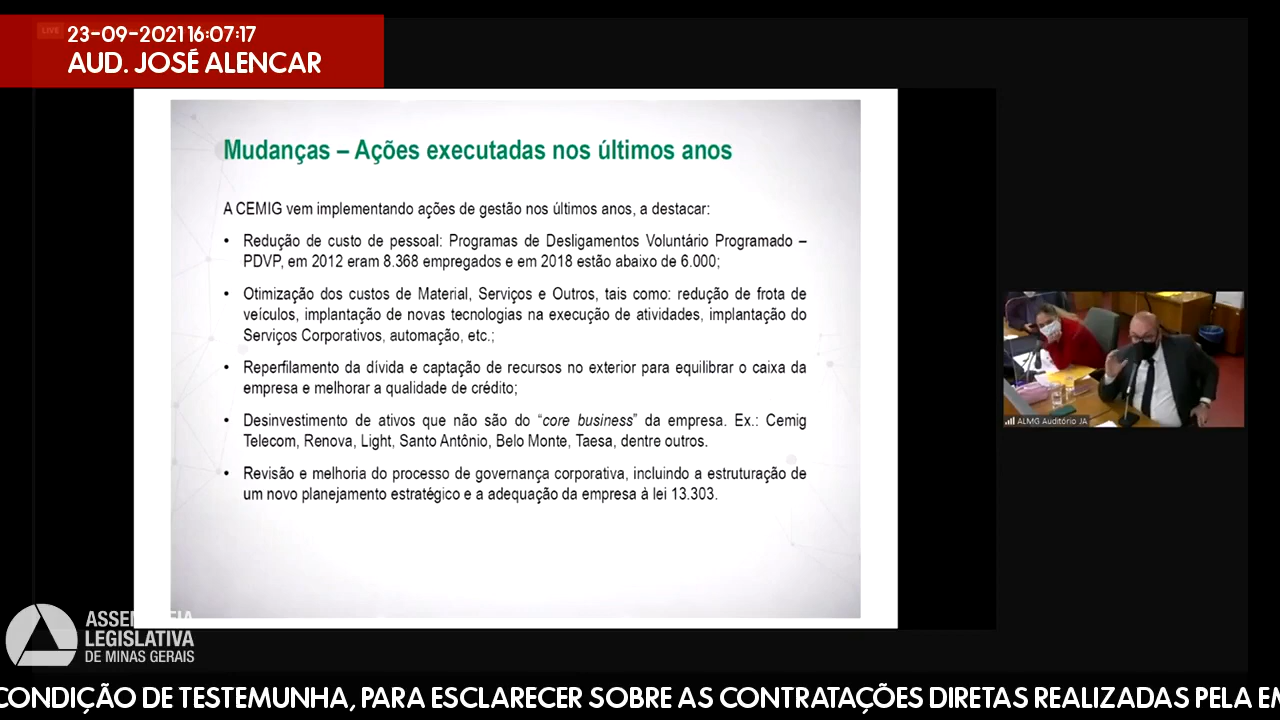 LIVE
23-09-2021 16:07:17
AUD. JOSÉ ALENCAR
Mudanças – Ações executadas nos últimos anos
A CEMIG vem implementando ações de gestão nos últimos anos, a destacar:
• Redução de custo de pessoal: Programas de Desligamentos Voluntário Programado –
PDVP, em 2012 eram 8.368 empregados e em 2018 estão abaixo de 6.000;
• Otimização dos custos de Material, Serviços e Outros, tais como: redução de frota de
veículos, implantação de novas tecnologias na execução de atividades, implantação do
Serviços Corporativos, automação, etc.;
• Reperfilamento da dívida e captação de recursos no exterior para equilibrar o caixa da
empresa e melhorar a qualidade de crédito;
• Desinvestimento de ativos que não são do “core business” da empresa. Ex.: Cemig
Telecom, Renova, Light, Santo Antônio, Belo Monte, Taesa, dentre outros.
• Revisão e melhoria do processo de governança corporativa, incluindo a estruturação de
um novo planejamento estratégico e a adequação da empresa à lei 13.303.
ALMG Auditório JA
ASSEMBLEIA
LEGISLATIVA
DE MINAS GERAIS
CONDIÇÃO DE TESTEMUNHA, PARA ESCLARECER SOBRE AS CONTRATAÇÕES DIRETAS REALIZADAS PELA EM